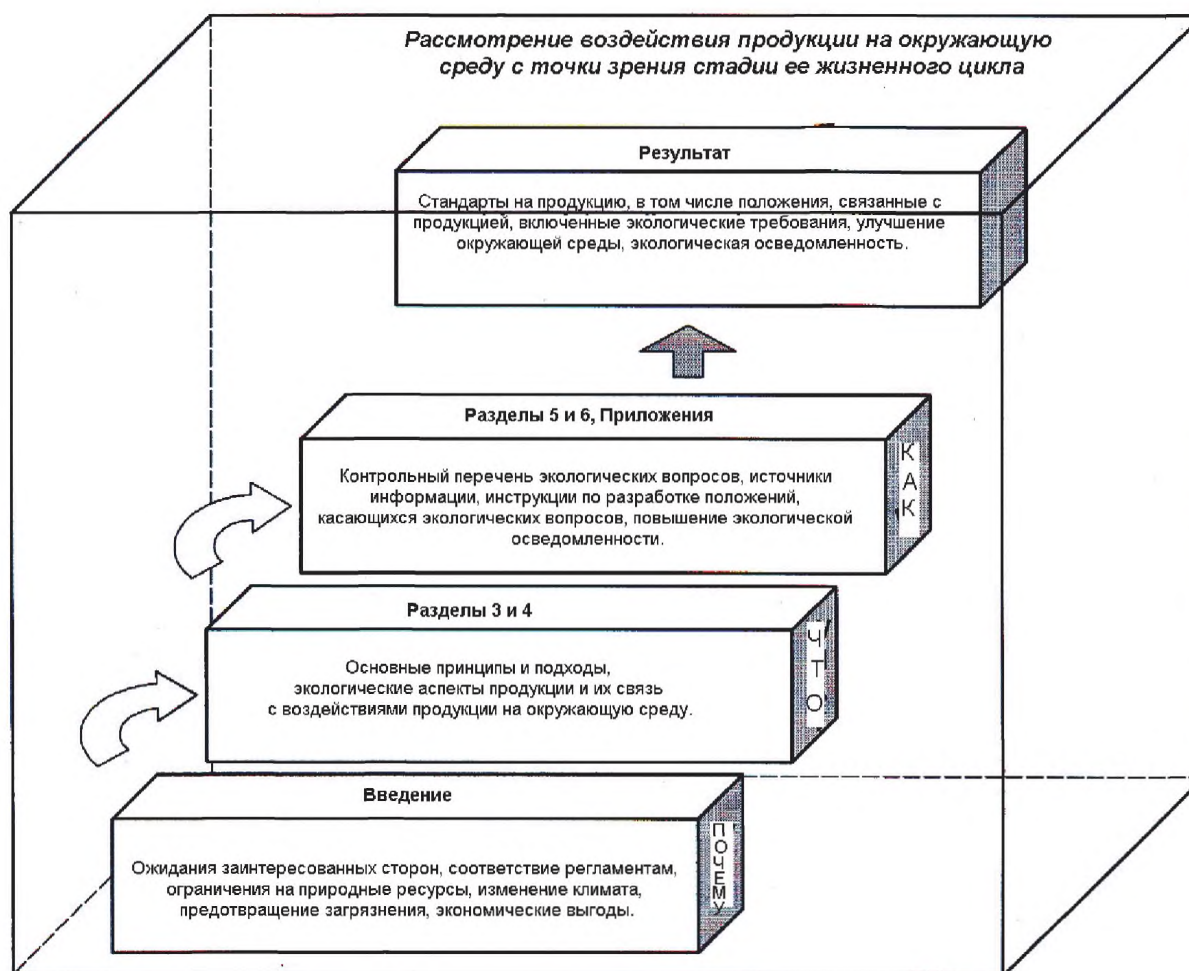 Рассмотрение воздействия продукции на окружающую
среду с точки зрения стадии ее жизненного цикла
Результат
Стандарты на продукцию, в том числе положения, связанные с
продукцией, включенные экологические требования, улучшение
окружающей среды, экологическая осведомленность.
Разделы 5 и 6, Приложения
Контрольный перечень экологических вопросов, источники
информации, инструкции по разработке положений,
касающихся экологических вопросов, повышение экологической
осведомленности.
КАК
Разделы 3 и 4
Основные принципы и подходы,
экологические аспекты продукции и их связь
с воздействиями продукции на окружающую среду.
ЧТО
Введение
Ожидания заинтересованных сторон, соответствие регламентам,
ограничения на природные ресурсы, изменение климата,
предотвращение загрязнения, экономические выгоды.
ПОЧЕМУ